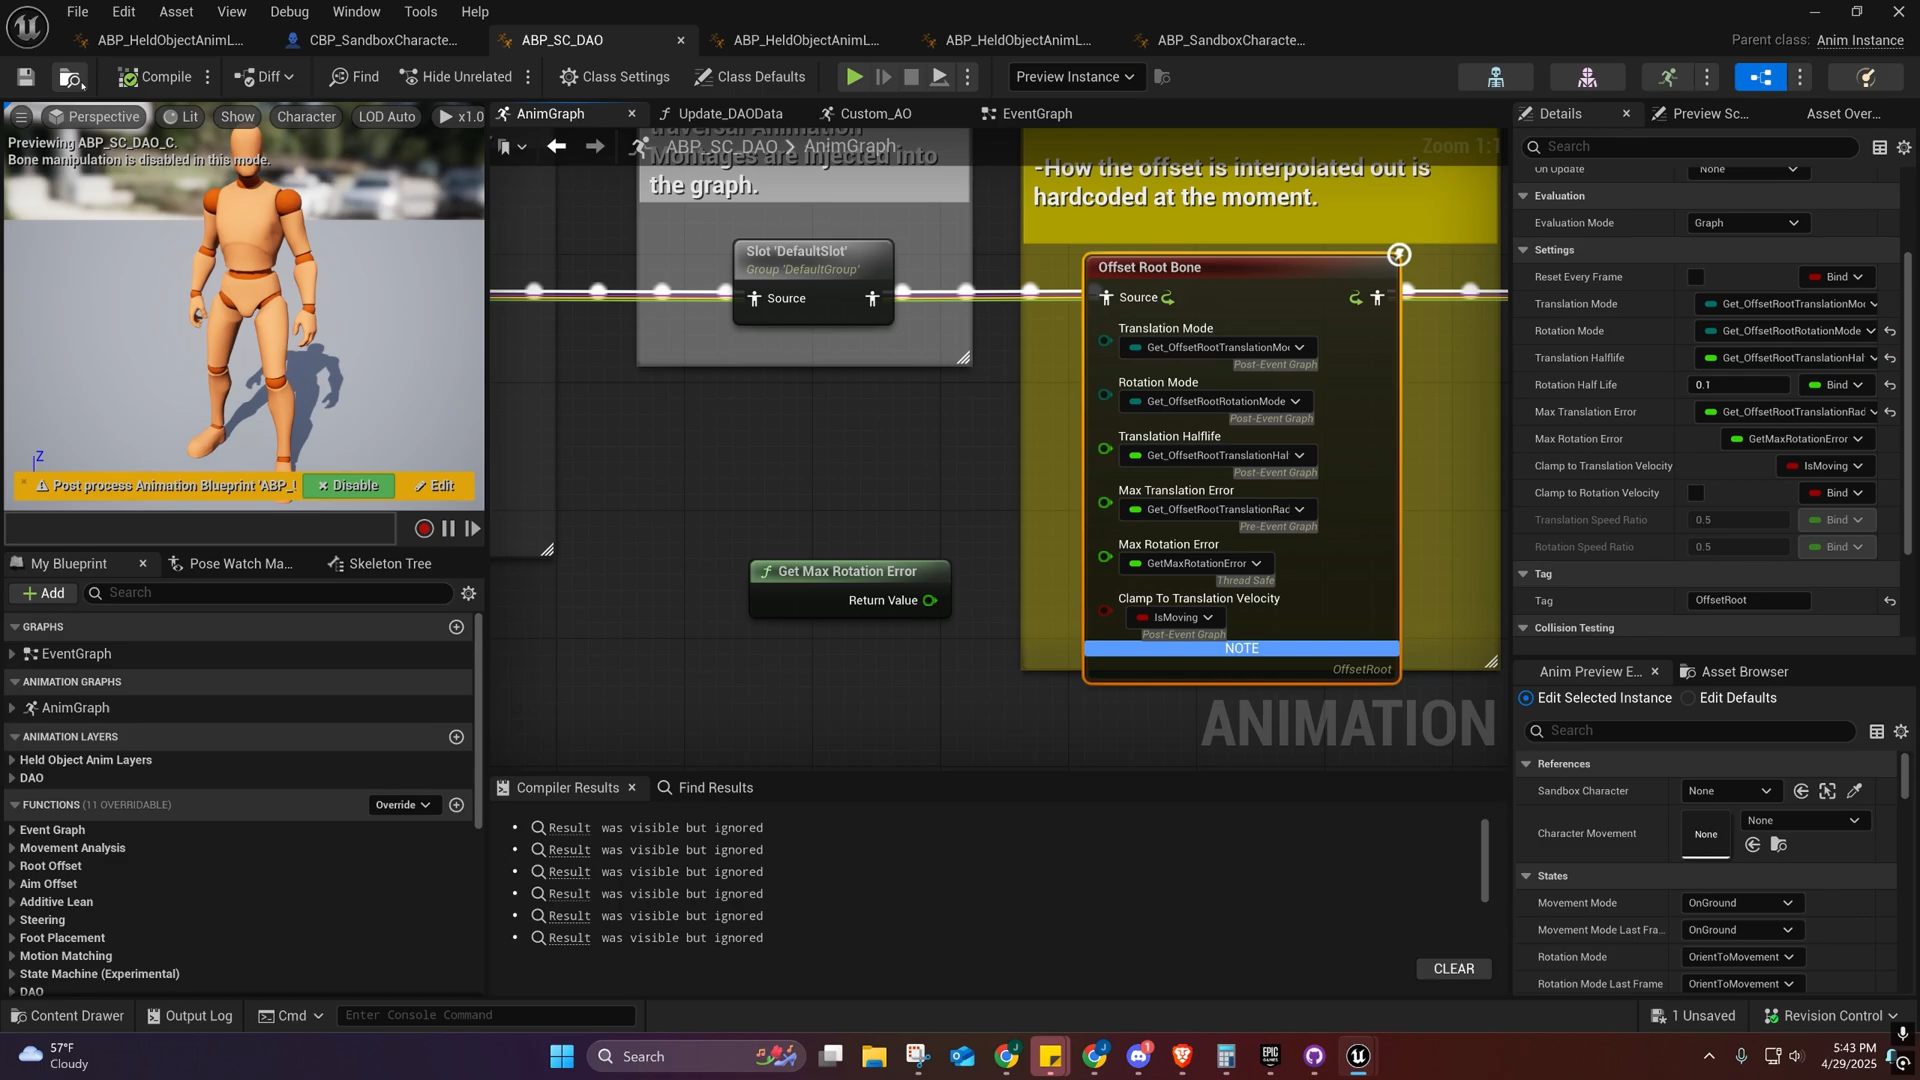 File Edit Asset View Debug Window Tools Help
ABP_HeldObjectAnimL... CBP_SandboxCharacte... ABP_SC_DAO ABP_HeldObjectAnimL... ABP_HeldObjectAnimL... ABP_SandboxCharacte... Parent class: Anim Instance
Compile Diff Find Hide Unrelated Class Settings Class Defaults Preview Instance
Perspective Lit Show Character LOD Auto x1.0
Previewing ABP_SC_DAO_C.
Bone manipulation is disabled in this mode.
Z
Post process Animation Blueprint 'ABP_! Disable Edit
My Blueprint Pose Watch Ma... Skeleton Tree
Add Search
GRAPHS
EventGraph
ANIMATION GRAPHS
AnimGraph
ANIMATION LAYERS
Held Object Anim Layers
DAO
FUNCTIONS (11 OVERRIDABLE) Override
Event Graph
Movement Analysis
Root Offset
Aim Offset
Additive Lean
Steering
Foot Placement
Motion Matching
State Machine (Experimental)
DAO
AnimGraph Update_DAOData Custom_AO EventGraph
traversal Animation
Montages are injected into
the graph.
ABP_SC_DAO AnimGraph Zoom 1:1
-How the offset is interpolated out is
hardcoded at the moment.
Slot 'DefaultSlot'
Group 'DefaultGroup'
Source
Offset Root Bone
Source
Translation Mode
Get_OffsetRootTranslationMoc
Post-Event Graph
Rotation Mode
Get_OffsetRootRotationMode
Post-Event Graph
Translation Halflife
Get_OffsetRootTranslationHal
Post-Event Graph
Max Translation Error
Get_OffsetRootTranslationRac
Pre-Event Graph
Max Rotation Error
GetMaxRotationError
Thread Safe
Clamp To Translation Velocity
IsMoving
Post-Event Graph
NOTE
OffsetRoot
Get Max Rotation Error
Return Value
ANIMATION
Compiler Results Find Results
Result was visible but ignored
Result was visible but ignored
Result was visible but ignored
Result was visible but ignored
Result was visible but ignored
Result was visible but ignored
CLEAR
Details Preview Sc... Asset Over...
Search
On Update None
Evaluation
Evaluation Mode Graph
Settings
Reset Every Frame Bind
Translation Mode Get_OffsetRootTranslationMoc
Rotation Mode Get_OffsetRootRotationMode
Translation Halflife Get_OffsetRootTranslationHal
Rotation Half Life 0.1 Bind
Max Translation Error Get_OffsetRootTranslationRad
Max Rotation Error GetMaxRotationError
Clamp to Translation Velocity IsMoving
Clamp to Rotation Velocity Bind
Translation Speed Ratio 0.5 Bind
Rotation Speed Ratio 0.5 Bind
Tag
Tag OffsetRoot
Collision Testing
Anim Preview E... Asset Browser
Edit Selected Instance Edit Defaults
Search
References
Sandbox Character None
Character Movement None None
States
Movement Mode OnGround
Movement Mode Last Fra... OnGround
Rotation Mode OrientToMovement
Rotation Mode Last Frame OrientToMovement
Content Drawer Output Log Cmd Enter Console Command 1 Unsaved Revision Control
57°F
Cloudy
Search
EPIC GAMES
1
5:43 PM
4/29/2025